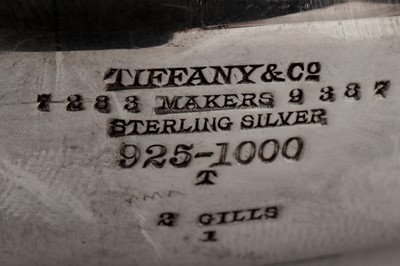 TIFFANY & Co
7283 MAKERS 9387
STERLING SILVER
925-1000
T
2 GILLS
1